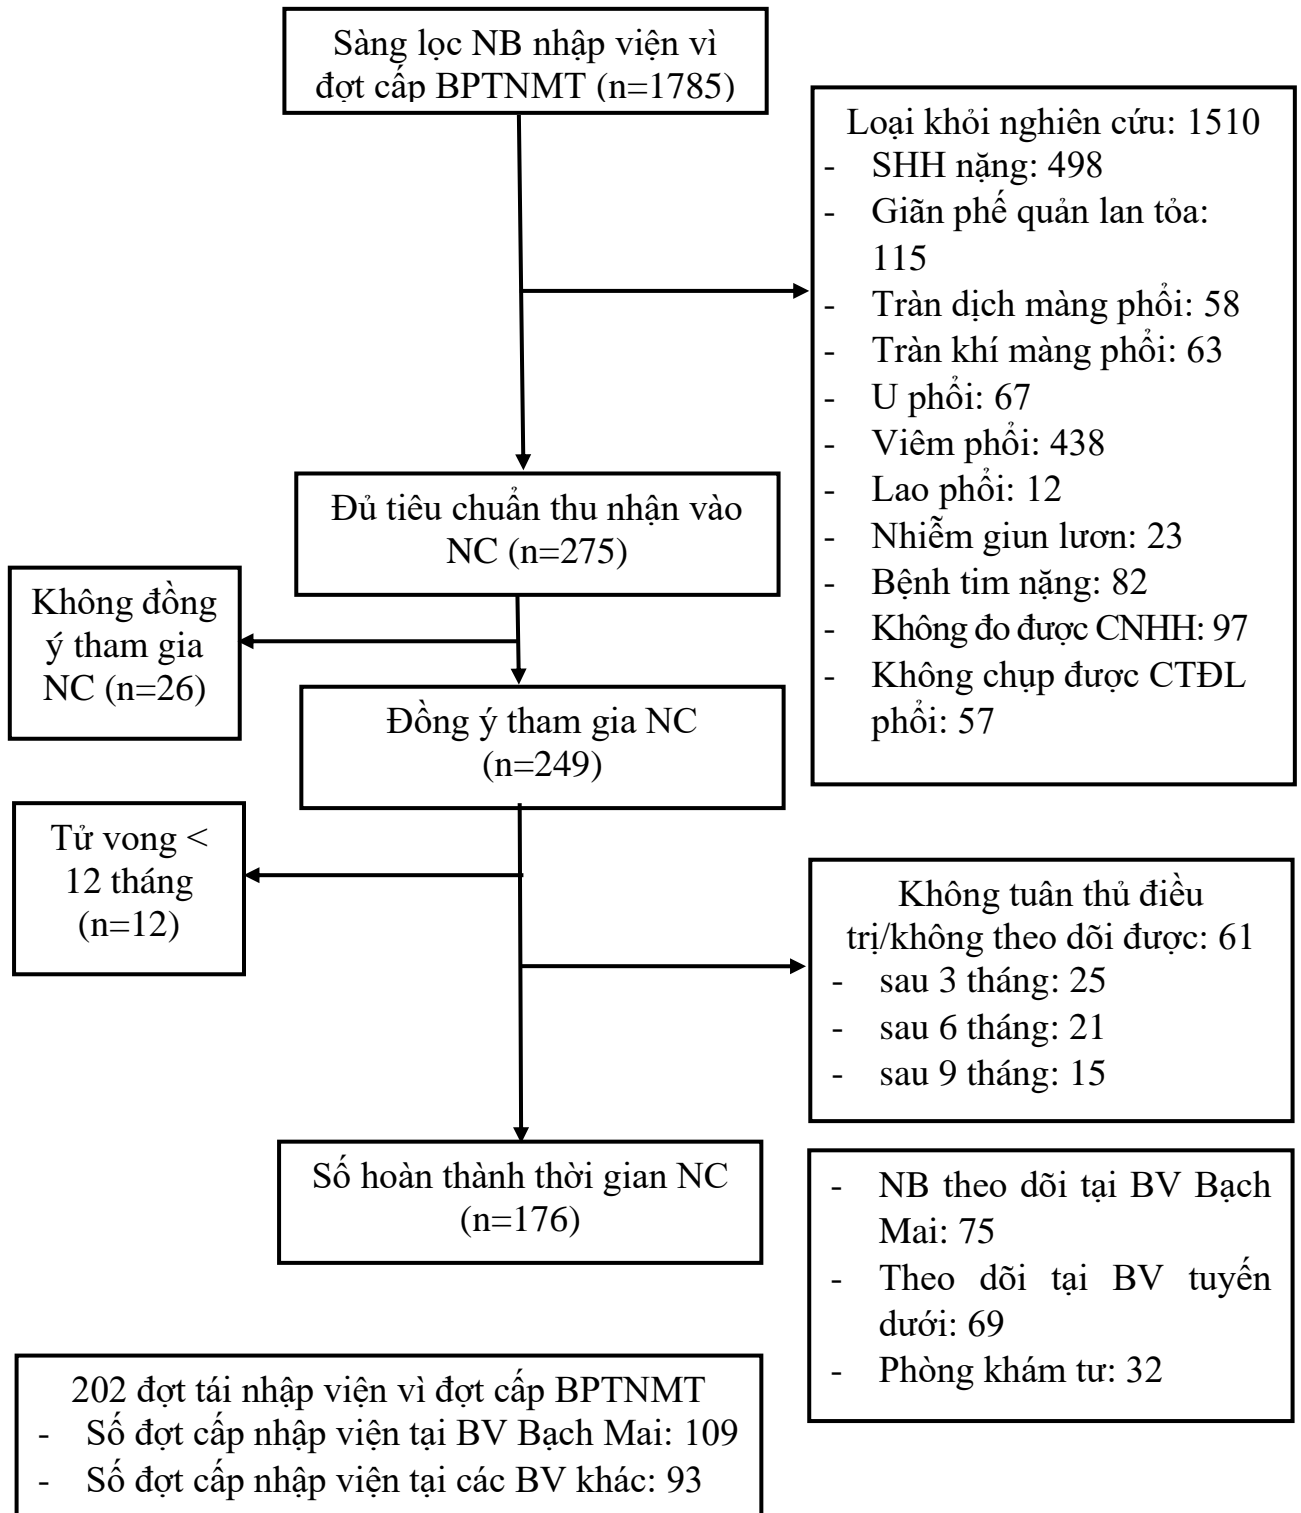 Sàng lọc NB nhập viện vì
đợt cấp BPTNMT (n=1785)
Loại khỏi nghiên cứu: 1510
- SHH nặng: 498
- Giãn phế quản lan tỏa:
115
- Tràn dịch màng phổi: 58
- Tràn khí màng phổi: 63
- U phổi: 67
- Viêm phổi: 438
- Lao phổi: 12
- Nhiễm giun lươn: 23
- Bệnh tim nặng: 82
- Không đo được CNHH: 97
- Không chụp được CTĐL
phổi: 57
Đủ tiêu chuẩn thu nhận vào
NC (n=275)
Không đồng
ý tham gia
NC (n=26)
Đồng ý tham gia NC
(n=249)
Tử vong <
12 tháng
(n=12)
Không tuân thủ điều
trị/không theo dõi được: 61
- sau 3 tháng: 25
- sau 6 tháng: 21
- sau 9 tháng: 15
Số hoàn thành thời gian NC
(n=176)
- NB theo dõi tại BV Bạch
Mai: 75
- Theo dõi tại BV tuyến
dưới: 69
- Phòng khám tư: 32
202 đợt tái nhập viện vì đợt cấp BPTNMT
- Số đợt cấp nhập viện tại BV Bạch Mai: 109
- Số đợt cấp nhập viện tại các BV khác: 93